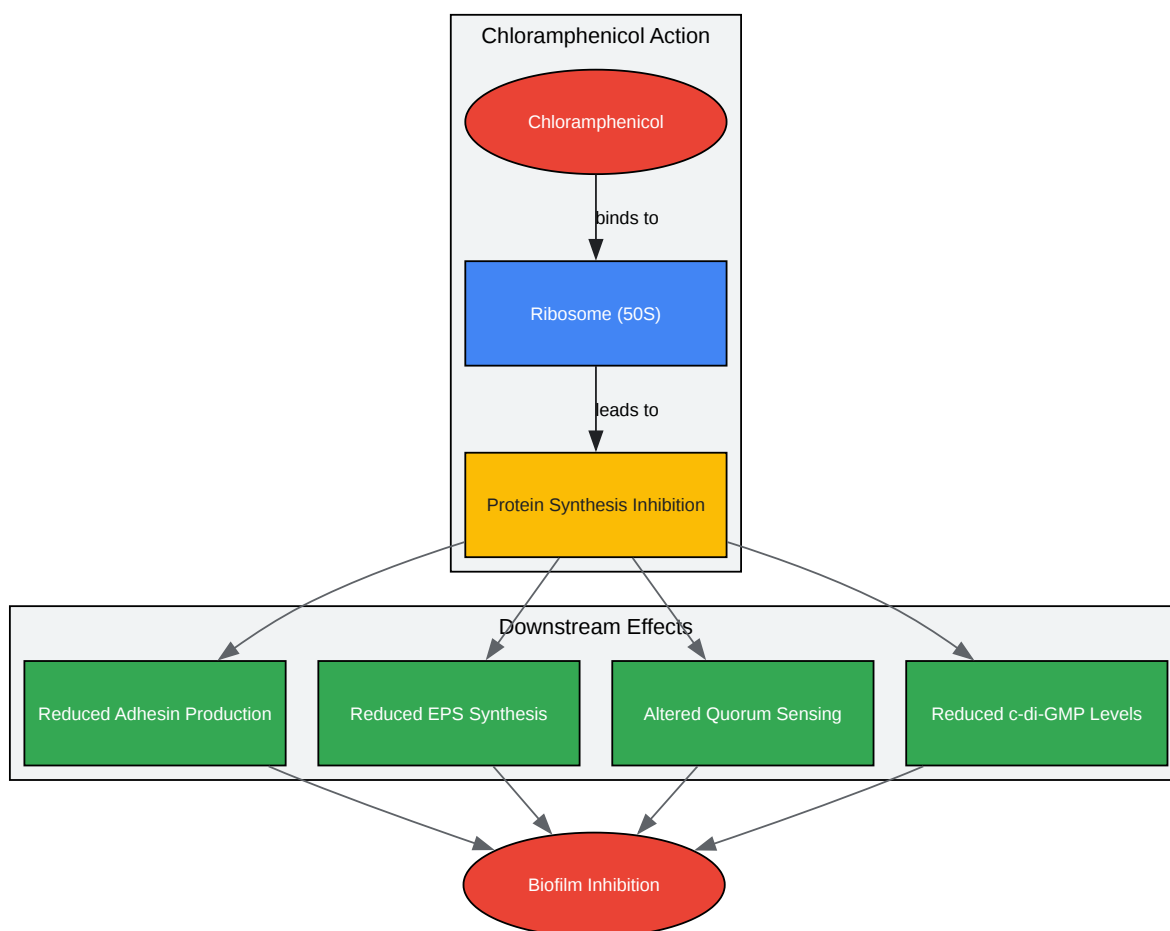 Chloramphenicol Action
Chloramphenicol
binds to
Ribosome (50S)
leads to
Protein Synthesis Inhibition
Downstream Effects
Reduced Adhesin Production
Reduced EPS Synthesis
Altered Quorum Sensing
Reduced c-di-GMP Levels
Biofilm Inhibition